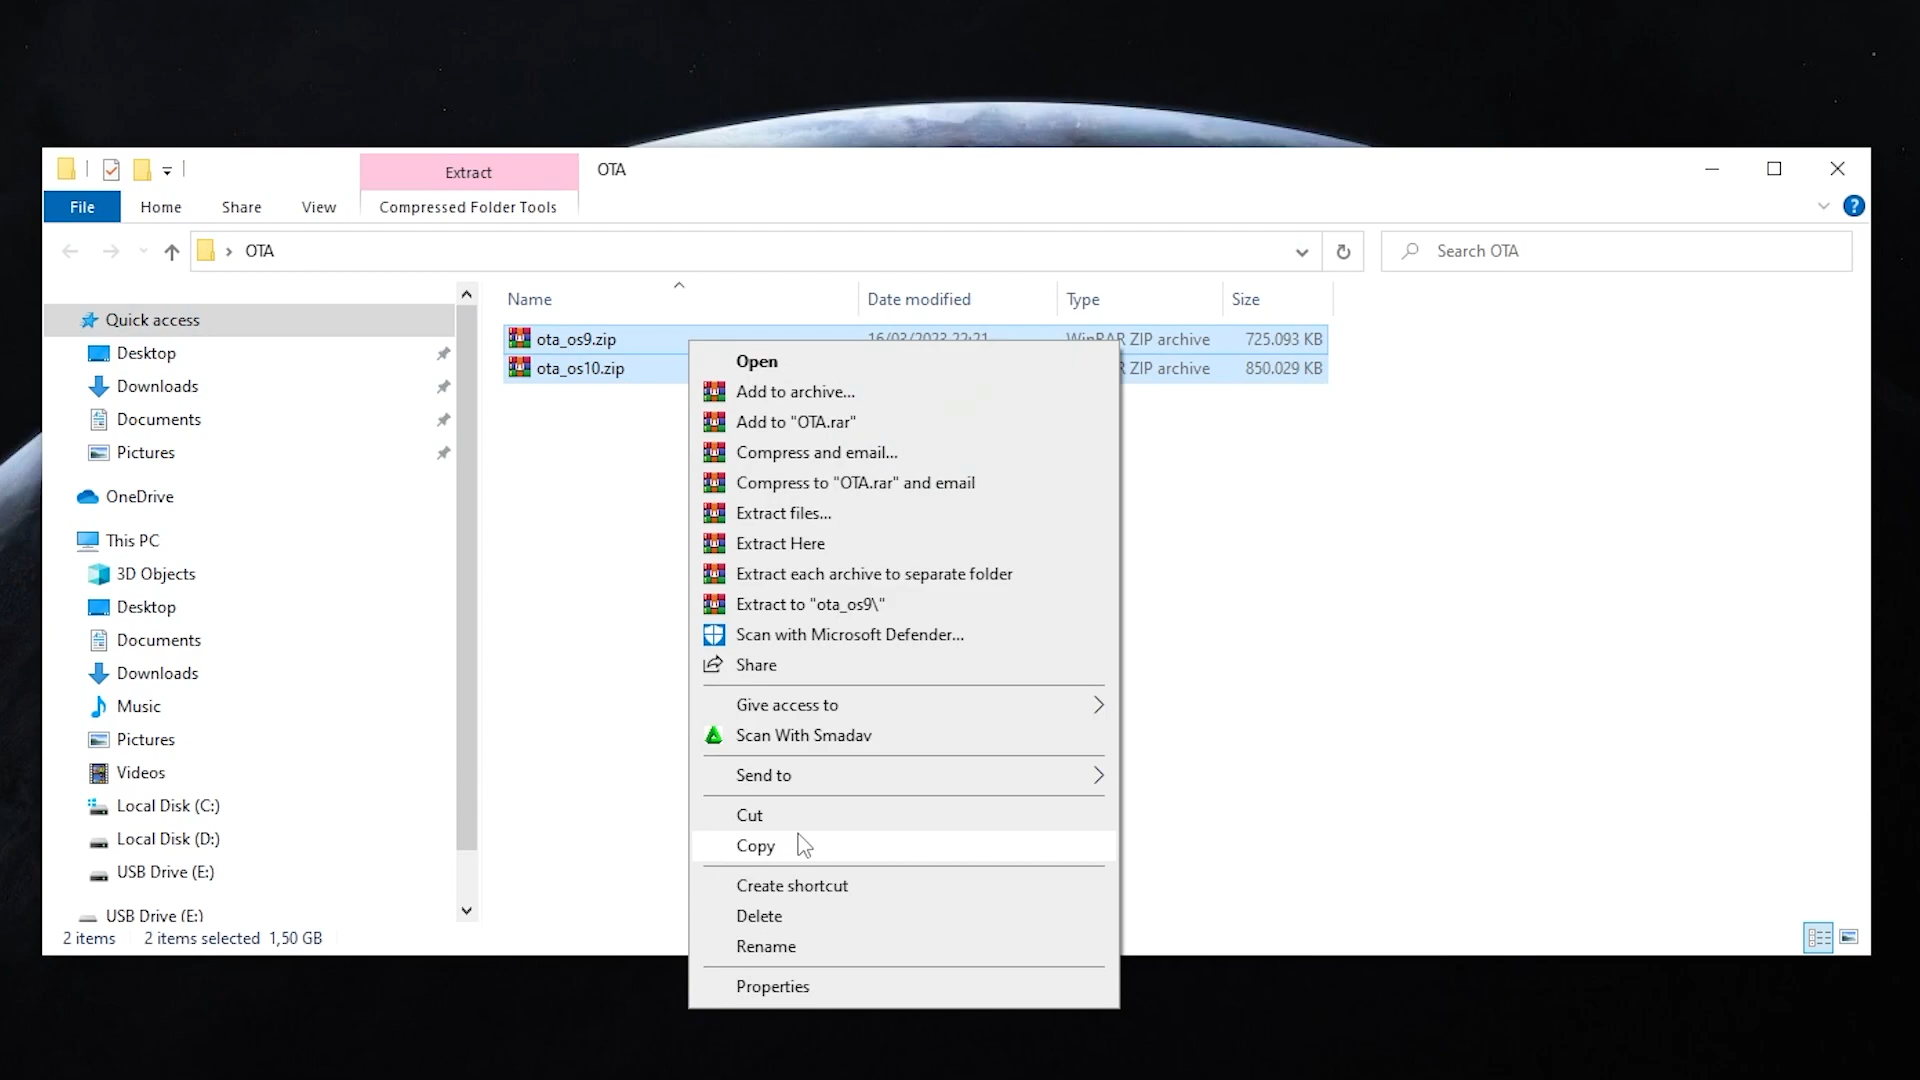 Extract
OTA
File
Home
Share
View
Compressed Folder Tools
OTA
Search OTA
Name
Date modified
Type
Size
Quick access
Desktop
Downloads
Documents
Pictures
OneDrive
This PC
3D Objects
Desktop
Documents
Downloads
Music
Pictures
Videos
Local Disk (C:)
Local Disk (D:)
USB Drive (E:)
USB Drive (E:)
ota_os9.zip 16/03/2023 22:21 WinRAR ZIP archive 725.093 KB
ota_os10.zip ZIP archive 850.029 KB
Open
Add to archive...
Add to "OTA.rar"
Compress and email...
Compress to "OTA.rar" and email
Extract files...
Extract Here
Extract each archive to separate folder
Extract to "ota_os9\"
Scan with Microsoft Defender...
Share
Give access to
Scan With Smadav
Send to
Cut
Copy
Create shortcut
Delete
Rename
Properties
2 items
2 items selected 1,50 GB